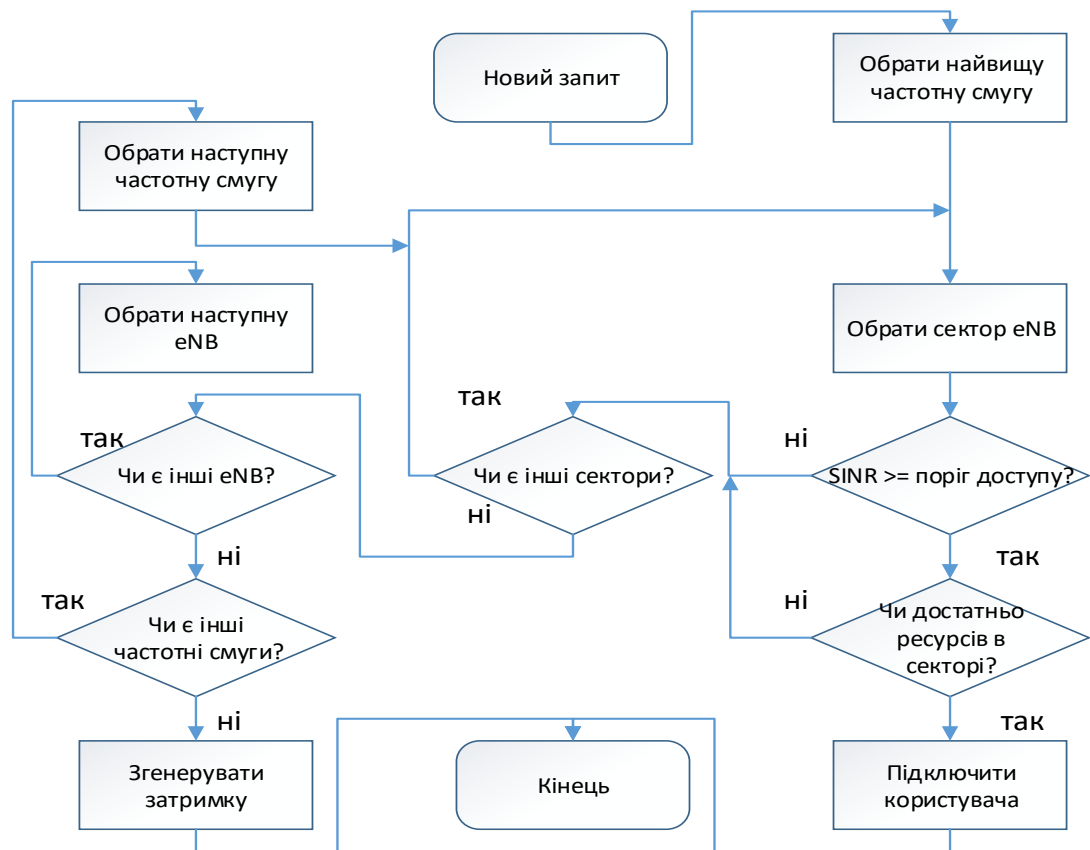 Новий запит
Обрати найвищу
частотну смугу
Обрати наступну
частотну смугу
Обрати наступну
eNB
Обрати сектор eNB
так
так
ні
Чи є інші eNB?
Чи є інші сектори?
SINR >= поріг доступу?
ні
ні
так
так
ні
Чи є інші
частотні смуги?
Чи достатньо
ресурсів в
секторі?
ні
так
Згенерувати
затримку
Кінець
Підключити
користувача